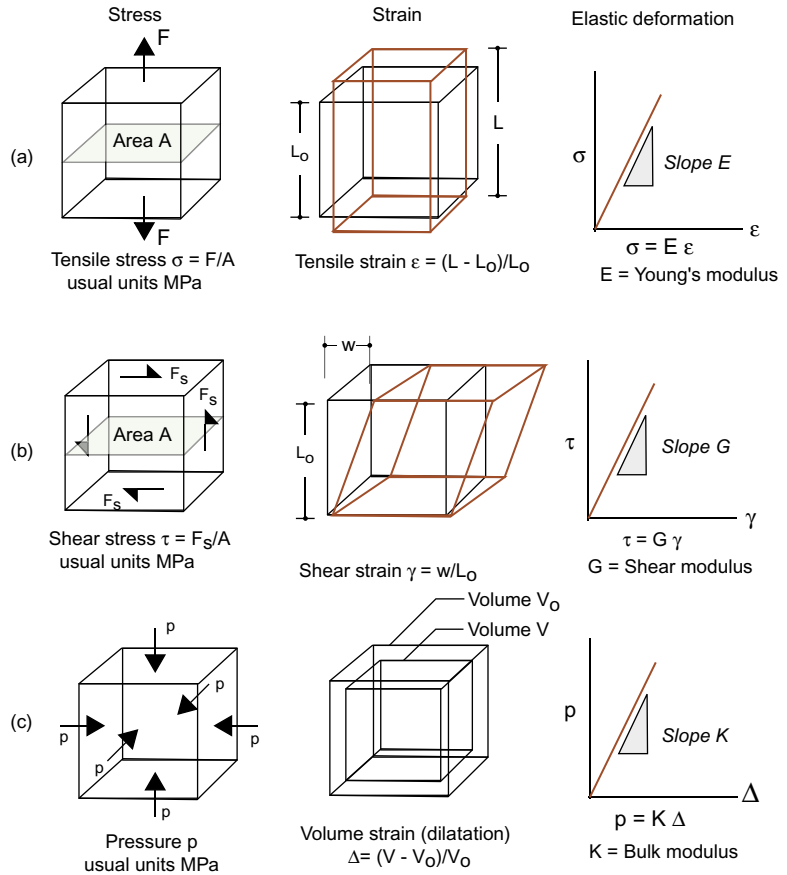 Stress
Strain
Elastic deformation
(a)
F
Area A
F
Tensile stress σ = F/A
usual units MPa
Lo
L
Tensile strain ε = (L - Lo)/Lo
σ
Slope E
ε
σ = E ε
E = Young's modulus
(b)
Fs
Fs
Area A
Fs
Shear stress τ = Fs/A
usual units MPa
w
Lo
Shear strain γ = w/Lo
τ
Slope G
γ
τ = G γ
G = Shear modulus
(c)
p
p
p
p
p
p
Pressure p
usual units MPa
Volume Vo
Volume V
Volume strain (dilatation)
Δ= (V - Vo)/Vo
p
Slope K
Δ
p = K Δ
K = Bulk modulus